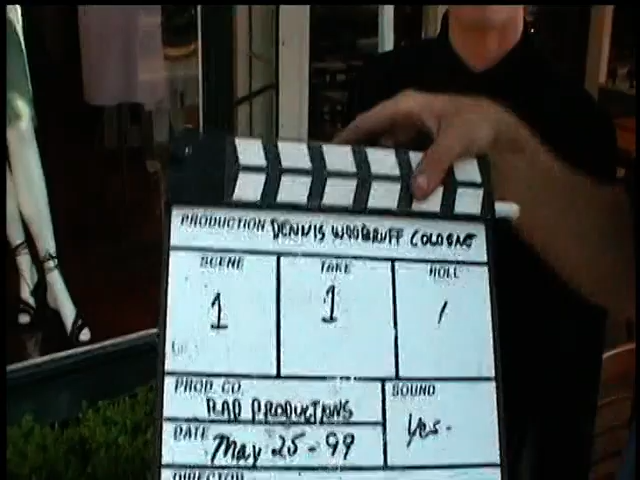 PRODUCTION DENNIS WOODRUFF COLOGNE
SCENE TAKE ROLL
1 1 1
PROD. CO. SOUND
RAD PRODUCTIONS
DATE May 25-99 Yes-
DIRECTOR